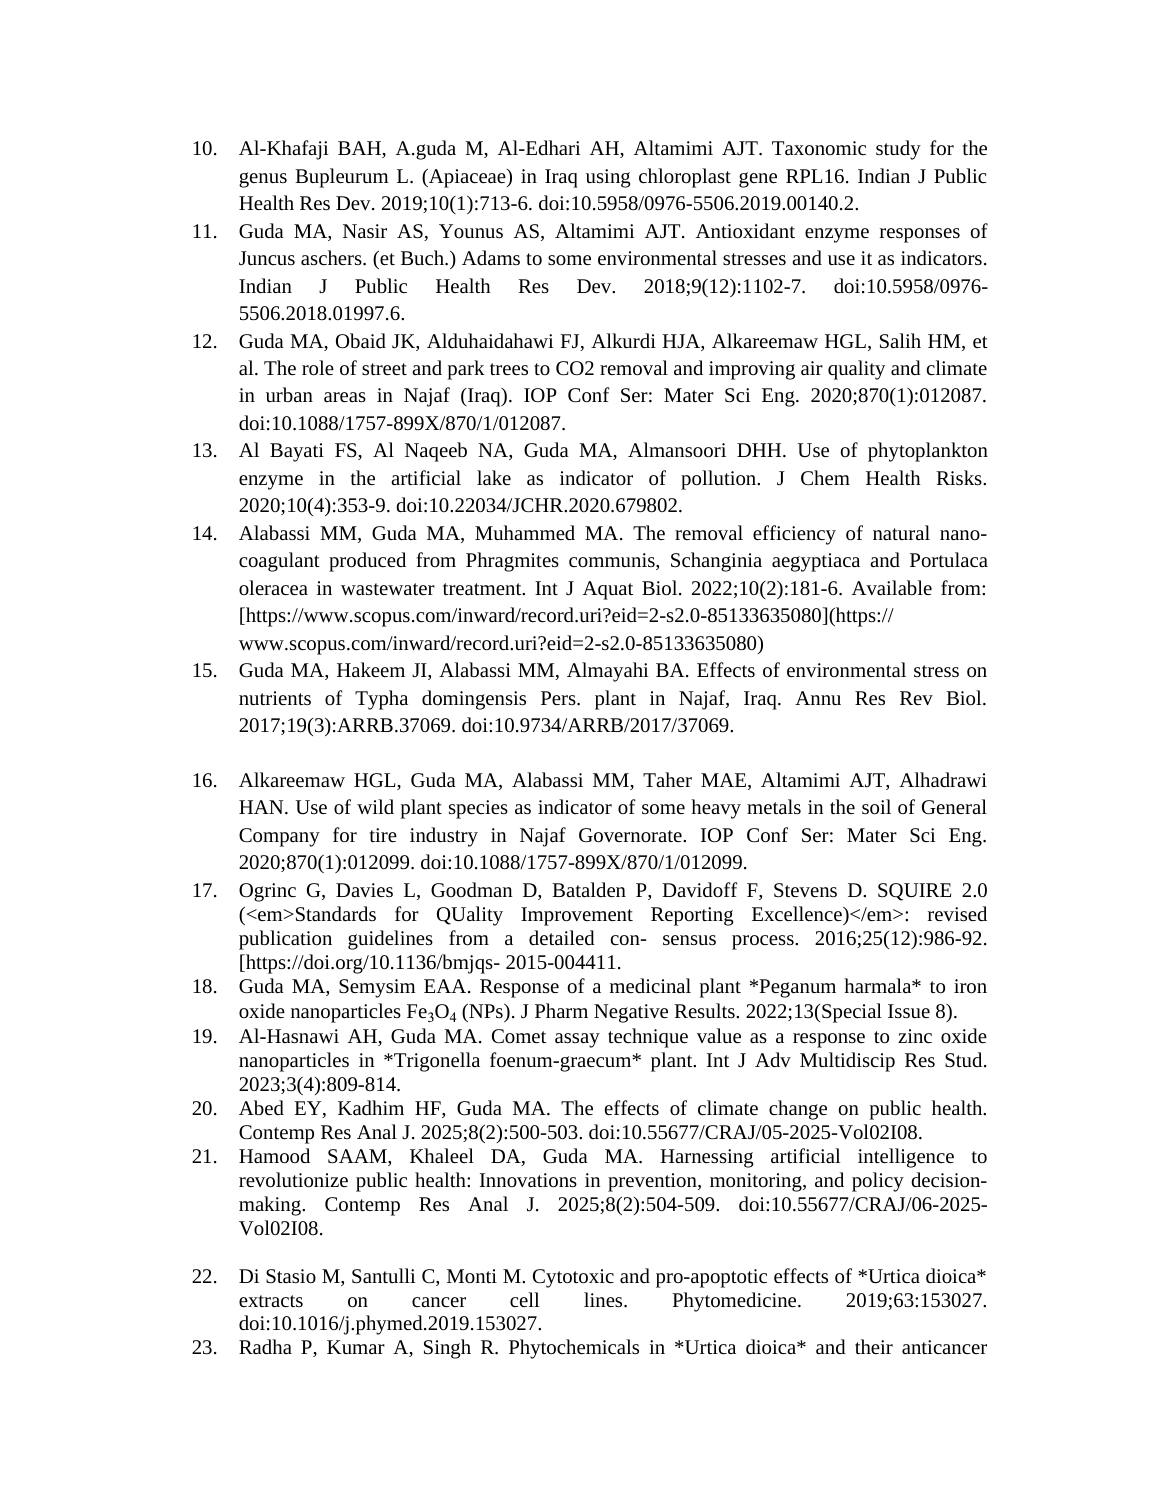 10. Al-Khafaji BAH, A.guda M, Al-Edhari AH, Altamimi AJT. Taxonomic study for the
genus Bupleurum L. (Apiaceae) in Iraq using chloroplast gene RPL16. Indian J Public
Health Res Dev. 2019;10(1):713-6. doi:10.5958/0976-5506.2019.00140.2.
11. Guda MA, Nasir AS, Younus AS, Altamimi AJT. Antioxidant enzyme responses of
Juncus aschers. (et Buch.) Adams to some environmental stresses and use it as indicators.
Indian J Public Health Res Dev. 2018;9(12):1102-7. doi:10.5958/0976-
5506.2018.01997.6.
12. Guda MA, Obaid JK, Alduhaidahawi FJ, Alkurdi HJA, Alkareemaw HGL, Salih HM, et
al. The role of street and park trees to CO2 removal and improving air quality and climate
in urban areas in Najaf (Iraq). IOP Conf Ser: Mater Sci Eng. 2020;870(1):012087.
doi:10.1088/1757-899X/870/1/012087.
13. Al Bayati FS, Al Naqeeb NA, Guda MA, Almansoori DHH. Use of phytoplankton
enzyme in the artificial lake as indicator of pollution. J Chem Health Risks.
2020;10(4):353-9. doi:10.22034/JCHR.2020.679802.
14. Alabassi MM, Guda MA, Muhammed MA. The removal efficiency of natural nano-
coagulant produced from Phragmites communis, Schanginia aegyptiaca and Portulaca
oleracea in wastewater treatment. Int J Aquat Biol. 2022;10(2):181-6. Available from:
[https://www.scopus.com/inward/record.uri?eid=2-s2.0-85133635080](https://
www.scopus.com/inward/record.uri?eid=2-s2.0-85133635080)
15. Guda MA, Hakeem JI, Alabassi MM, Almayahi BA. Effects of environmental stress on
nutrients of Typha domingensis Pers. plant in Najaf, Iraq. Annu Res Rev Biol.
2017;19(3):ARRB.37069. doi:10.9734/ARRB/2017/37069.
16. Alkareemaw HGL, Guda MA, Alabassi MM, Taher MAE, Altamimi AJT, Alhadrawi
HAN. Use of wild plant species as indicator of some heavy metals in the soil of General
Company for tire industry in Najaf Governorate. IOP Conf Ser: Mater Sci Eng.
2020;870(1):012099. doi:10.1088/1757-899X/870/1/012099.
17. Ogrinc G, Davies L, Goodman D, Batalden P, Davidoff F, Stevens D. SQUIRE 2.0
(<em>Standards for QUality Improvement Reporting Excellence)</em>: revised
publication guidelines from a detailed con- sensus process. 2016;25(12):986-92.
[https://doi.org/10.1136/bmjqs- 2015-004411.
18. Guda MA, Semysim EAA. Response of a medicinal plant *Peganum harmala* to iron
oxide nanoparticles Fe₃O₄ (NPs). J Pharm Negative Results. 2022;13(Special Issue 8).
19. Al-Hasnawi AH, Guda MA. Comet assay technique value as a response to zinc oxide
nanoparticles in *Trigonella foenum-graecum* plant. Int J Adv Multidiscip Res Stud.
2023;3(4):809-814.
20. Abed EY, Kadhim HF, Guda MA. The effects of climate change on public health.
Contemp Res Anal J. 2025;8(2):500-503. doi:10.55677/CRAJ/05-2025-Vol02I08.
21. Hamood SAAM, Khaleel DA, Guda MA. Harnessing artificial intelligence to
revolutionize public health: Innovations in prevention, monitoring, and policy decision-
making. Contemp Res Anal J. 2025;8(2):504-509. doi:10.55677/CRAJ/06-2025-
Vol02I08.
22. Di Stasio M, Santulli C, Monti M. Cytotoxic and pro-apoptotic effects of *Urtica dioica*
extracts on cancer cell lines. Phytomedicine. 2019;63:153027.
doi:10.1016/j.phymed.2019.153027.
23. Radha P, Kumar A, Singh R. Phytochemicals in *Urtica dioica* and their anticancer